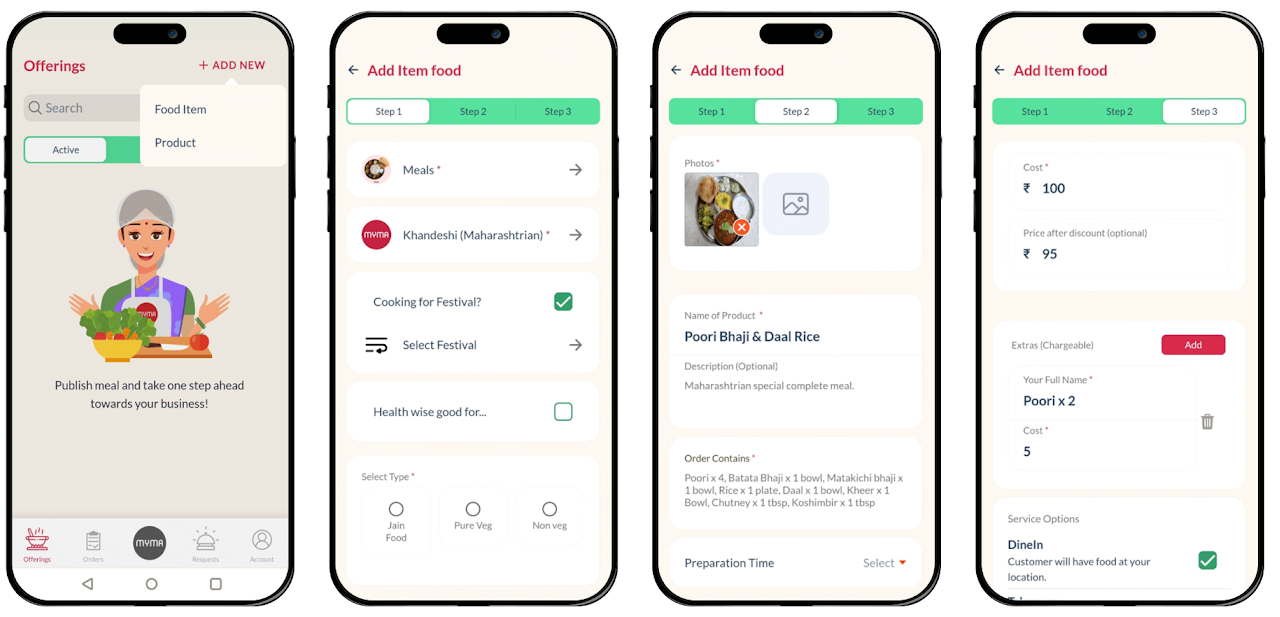 Offerings
+ ADD NEW
Search
Food Item
Product
Active
MYMA
Publish meal and take one step ahead
towards your business!
Offerings
Orders
MYMA
Requests
Account
Add Item food
Step 1
Step 2
Step 3
Meals *
MYMA
Khandeshi (Maharashtrian) *
Cooking for Festival?
Select Festival
Health wise good for...
Select Type *
Jain
Food
Pure Veg
Non veg
Add Item food
Step 1
Step 2
Step 3
Photos *
Name of Product *
Poori Bhaji & Daal Rice
Description (Optional)
Maharashtrian special complete meal.
Order Contains *
Poori x 4, Batata Bhaji x 1 bowl, Matakichi bhaji x
1 bowl, Rice x 1 plate, Daal x 1 bowl, Kheer x 1
Bowl, Chutney x 1 tbsp, Koshimbir x 1 tbsp
Preparation Time
Select
Add Item food
Step 1
Step 2
Step 3
Cost *
₹ 100
Price after discount (optional)
₹ 95
Extras (Chargeable)
Add
Your Full Name *
Poori x 2
Cost *
5
Service Options
DineIn
Customer will have food at your
location.